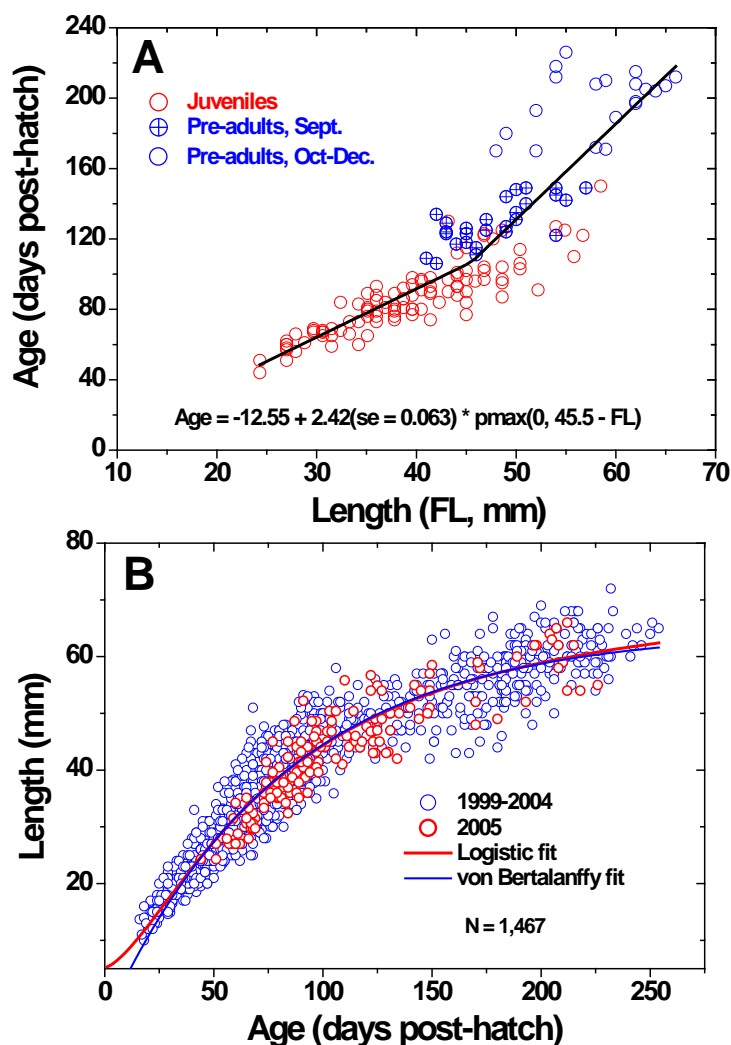 A
Juveniles
Pre-adults, Sept.
Pre-adults, Oct-Dec.
Age = -12.55 + 2.42(se = 0.063) * pmax(0, 45.5 - FL)
240
200
160
120
80
40
0
Age (days post-hatch)
10 20 30 40 50 60 70
Length (FL, mm)
B
1999-2004
2005
Logistic fit
von Bertalanffy fit
N = 1,467
80
60
40
20
Length (mm)
0 50 100 150 200 250
Age (days post-hatch)